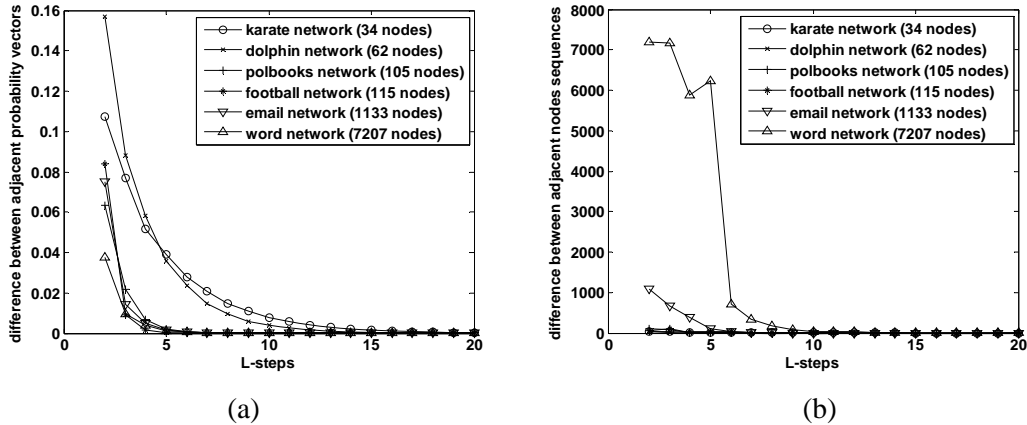 difference between adjacent probability vectors
0.16
0.14
0.12
0.1
0.08
0.06
0.04
0.02
0
0
5
10
15
20
L-steps
karate network (34 nodes)
dolphin network (62 nodes)
polbooks network (105 nodes)
football network (115 nodes)
email network (1133 nodes)
word network (7207 nodes)
(a)
difference between adjacent nodes sequences
8000
7000
6000
5000
4000
3000
2000
1000
0
0
5
10
15
20
L-steps
karate network (34 nodes)
dolphin network (62 nodes)
polbooks network (105 nodes)
football network (115 nodes)
email network (1133 nodes)
word network (7207 nodes)
(b)